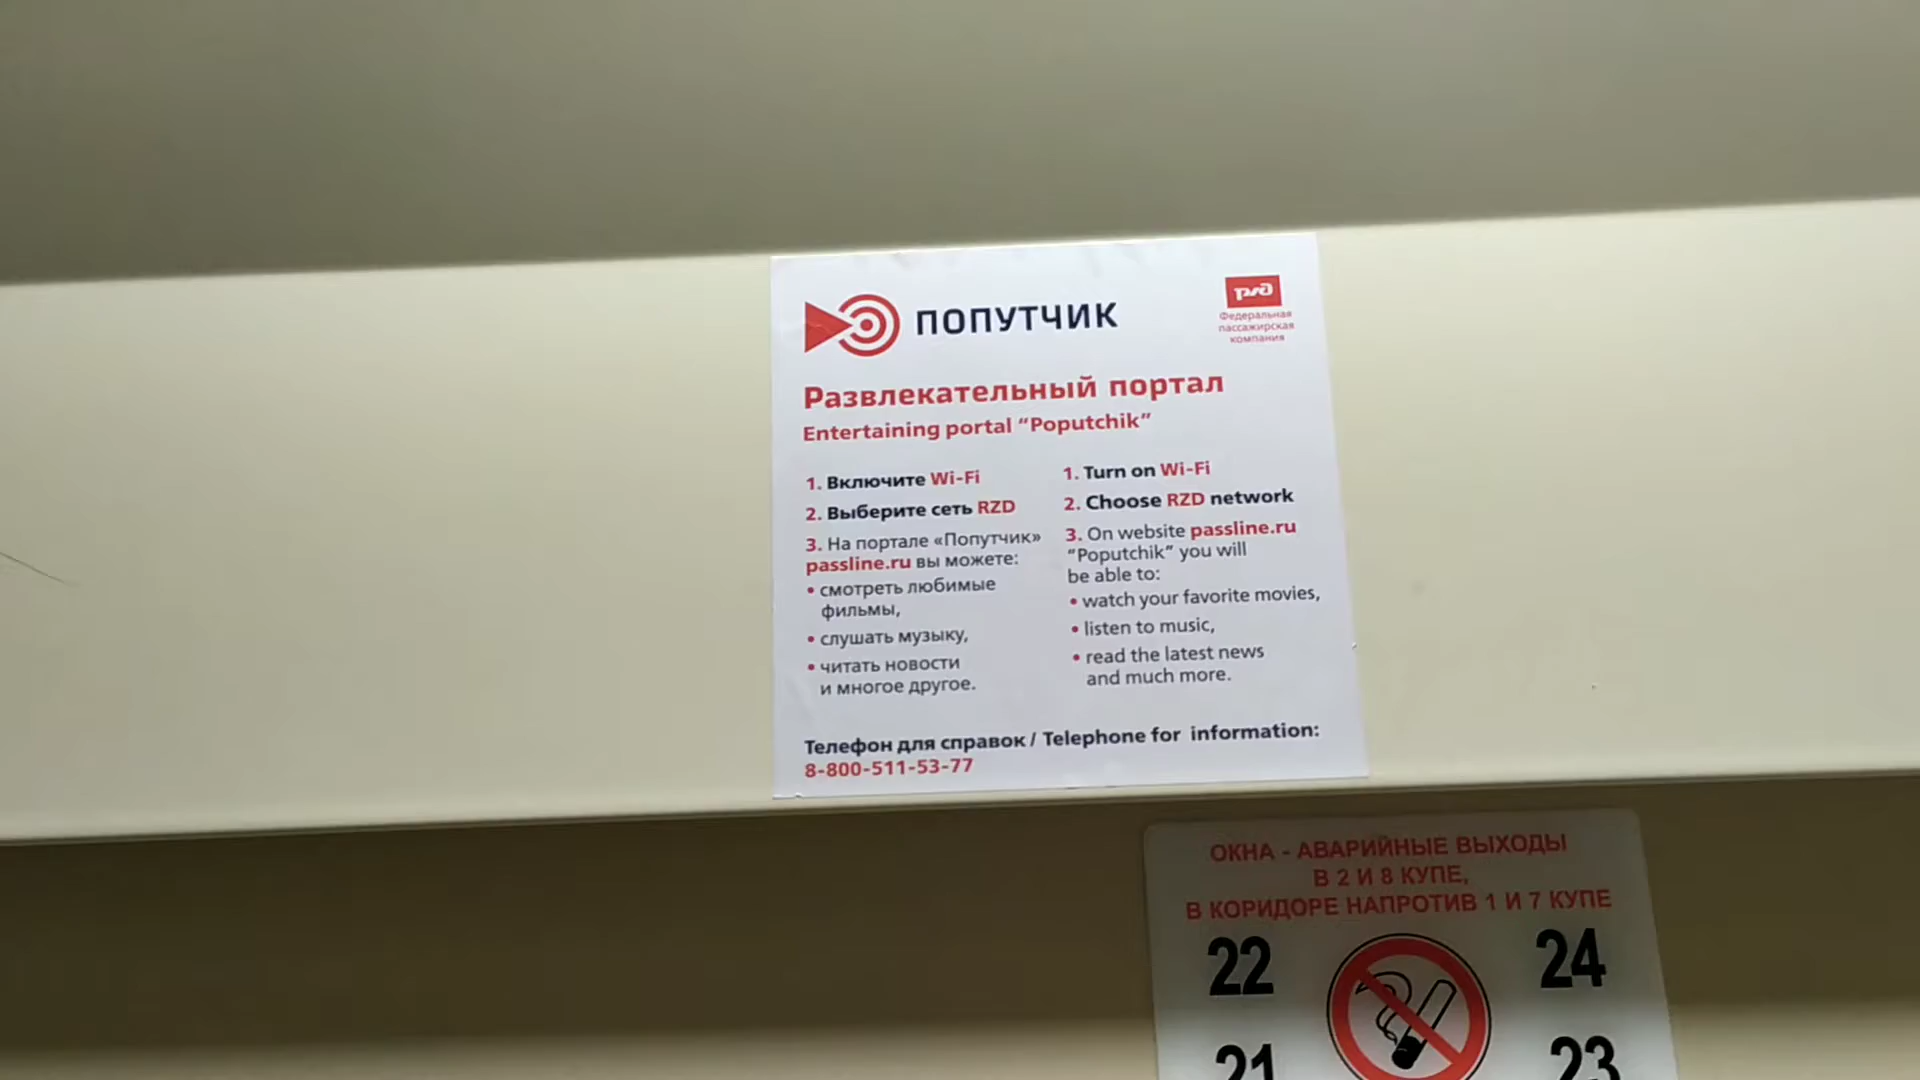 ПОПУТЧИК
ржд
Федеральная
пассажирская
компания
Развлекательный портал
Entertaining portal “Poputchik”
1. Включите Wi-Fi
2. Выберите сеть RZD
3. На портале «Попутчик»
passline.ru вы можете:
• смотреть любимые
фильмы,
• слушать музыку,
• читать новости
и многое другое.
1. Turn on Wi-Fi
2. Choose RZD network
3. On website passline.ru
“Poputchik” you will
be able to:
• watch your favorite movies,
• listen to music,
• read the latest news
and much more.
Телефон для справок / Telephone for information:
8-800-511-53-77
ОКНА - АВАРИЙНЫЕ ВЫХОДЫ
В 2 И 8 КУПЕ,
В КОРИДОРЕ НАПРОТИВ 1 И 7 КУПЕ
22 24
21 23